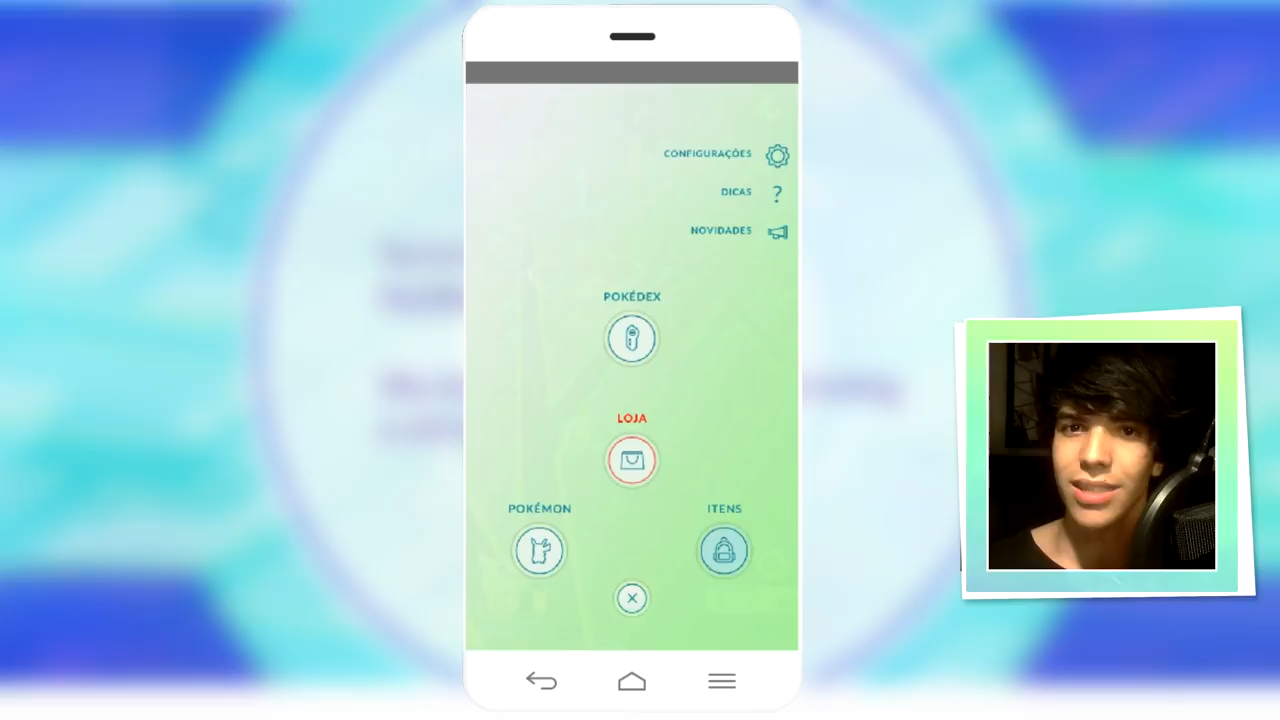 CONFIGURAÇÕES
DICAS
?
NOVIDADES
POKÉDEX
LOJA
POKÉMON
ITENS